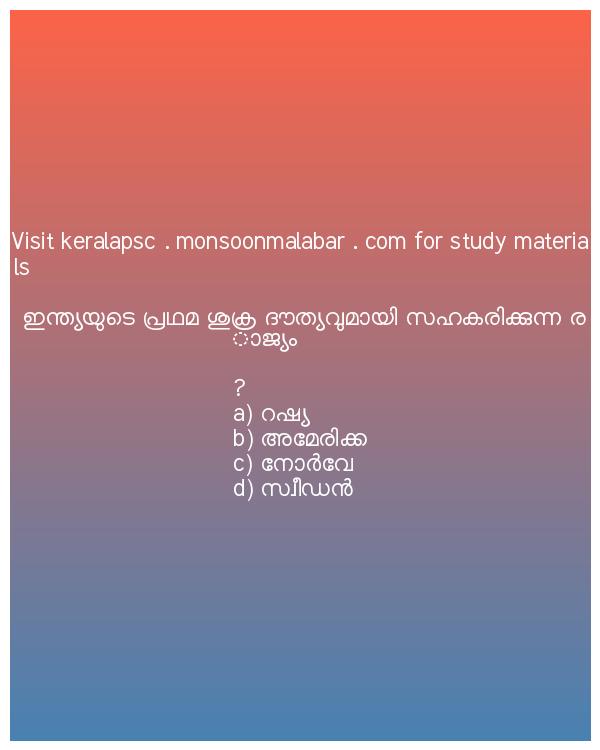 Visit keralapsc . monsoonmalabar . com for study materia
ls
ഇന്ത്യയുടെ പ്രഥമ ശുക്ര ദൗത്യവുമായി സഹകരിക്കുന്ന ര
ാജ്യം
?
a) റഷ്യ
b) അമേരിക്ക
c) നോർവേ
d) സ്വീഡൻ